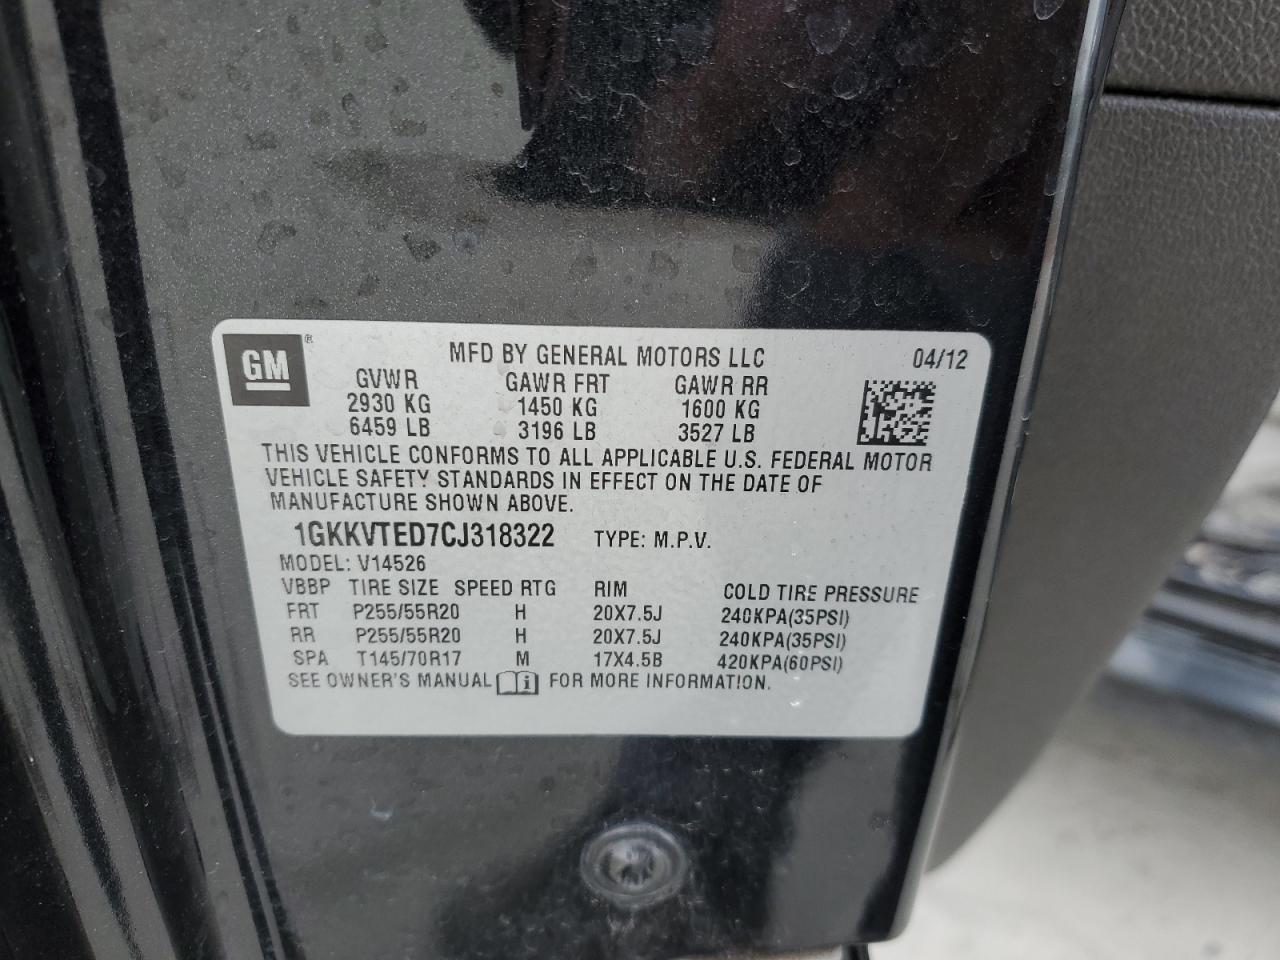 GM ® MFD BY GENERAL MOTORS LLC 04/12
GVWR GAWR FRT GAWR RR
2930 KG 1450 KG 1600 KG
6459 LB 3196 LB 3527 LB
THIS VEHICLE CONFORMS TO ALL APPLICABLE U.S. FEDERAL MOTOR
VEHICLE SAFETY STANDARDS IN EFFECT ON THE DATE OF
MANUFACTURE SHOWN ABOVE.
1GKKVTED7CJ318322 TYPE: M.P.V.
MODEL: V14526
VBBP TIRE SIZE SPEED RTG RIM COLD TIRE PRESSURE
FRT P255/55R20 H 20X7.5J 240KPA(35PSI)
RR P255/55R20 H 20X7.5J 240KPA(35PSI)
SPA T145/70R17 M 17X4.5B 420KPA(60PSI)
SEE OWNER'S MANUAL i FOR MORE INFORMATION.